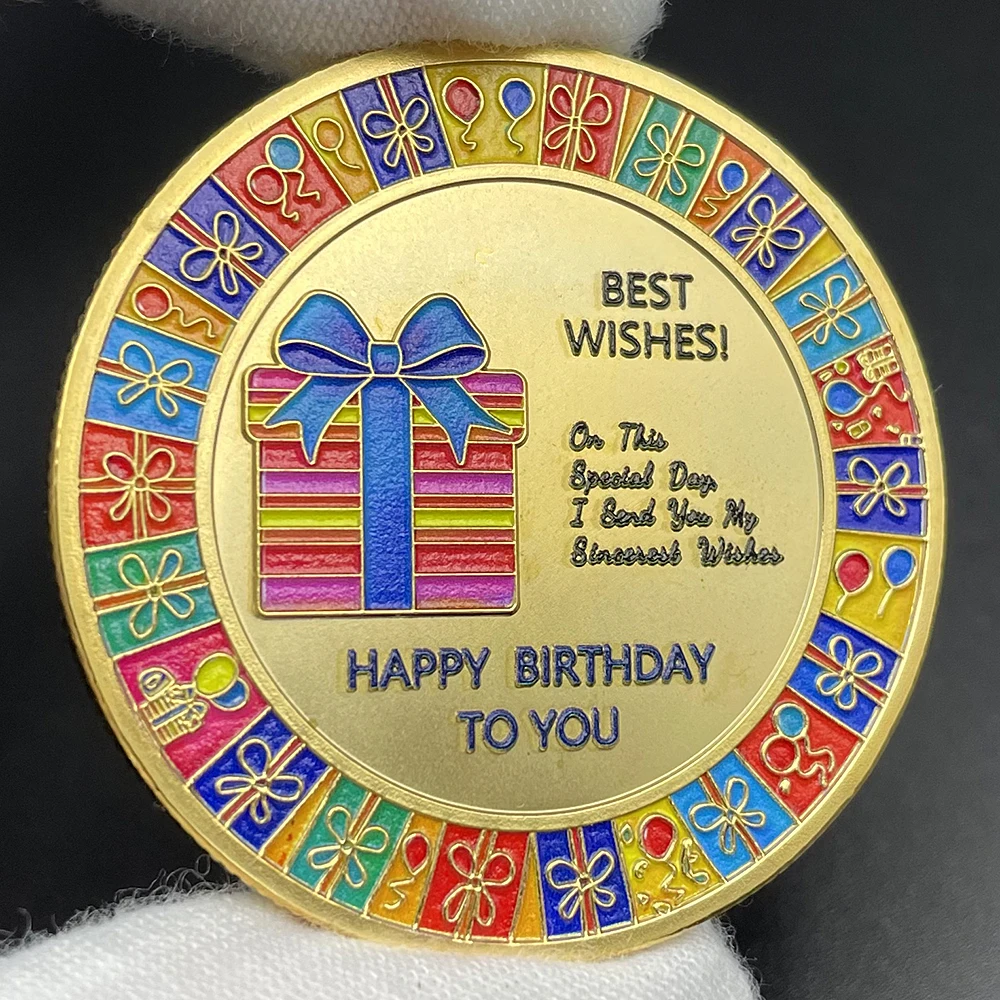 BEST
WISHES!
On This
Special Day,
I Send You My
Sincerest Wishes
HAPPY BIRTHDAY
TO YOU